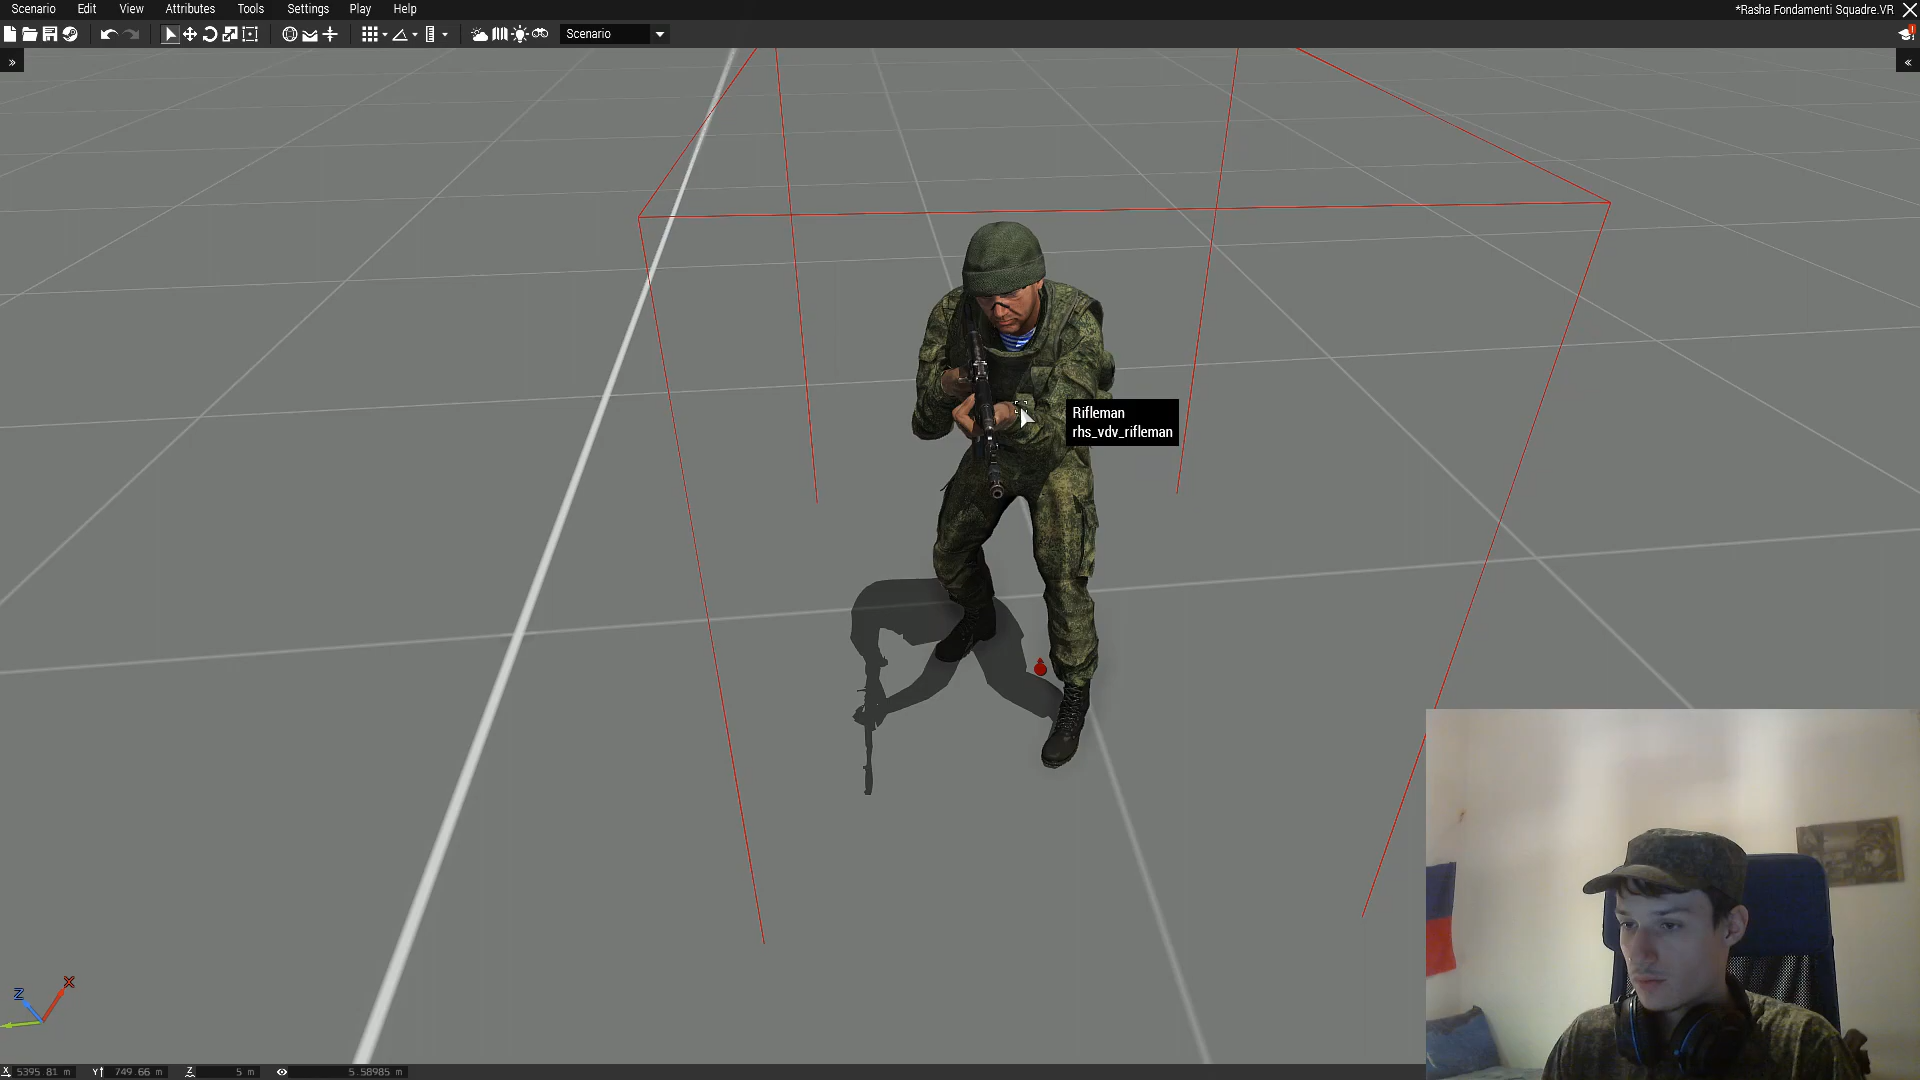 Scenario Edit View Attributes Tools Settings Play Help
*Rasha Fondamenti Squadre.VR
Scenario
Rifleman
rhs_vdv_rifleman
Z X
X 5395.81 m Y 749.66 m Z 5 m 5.58985 m